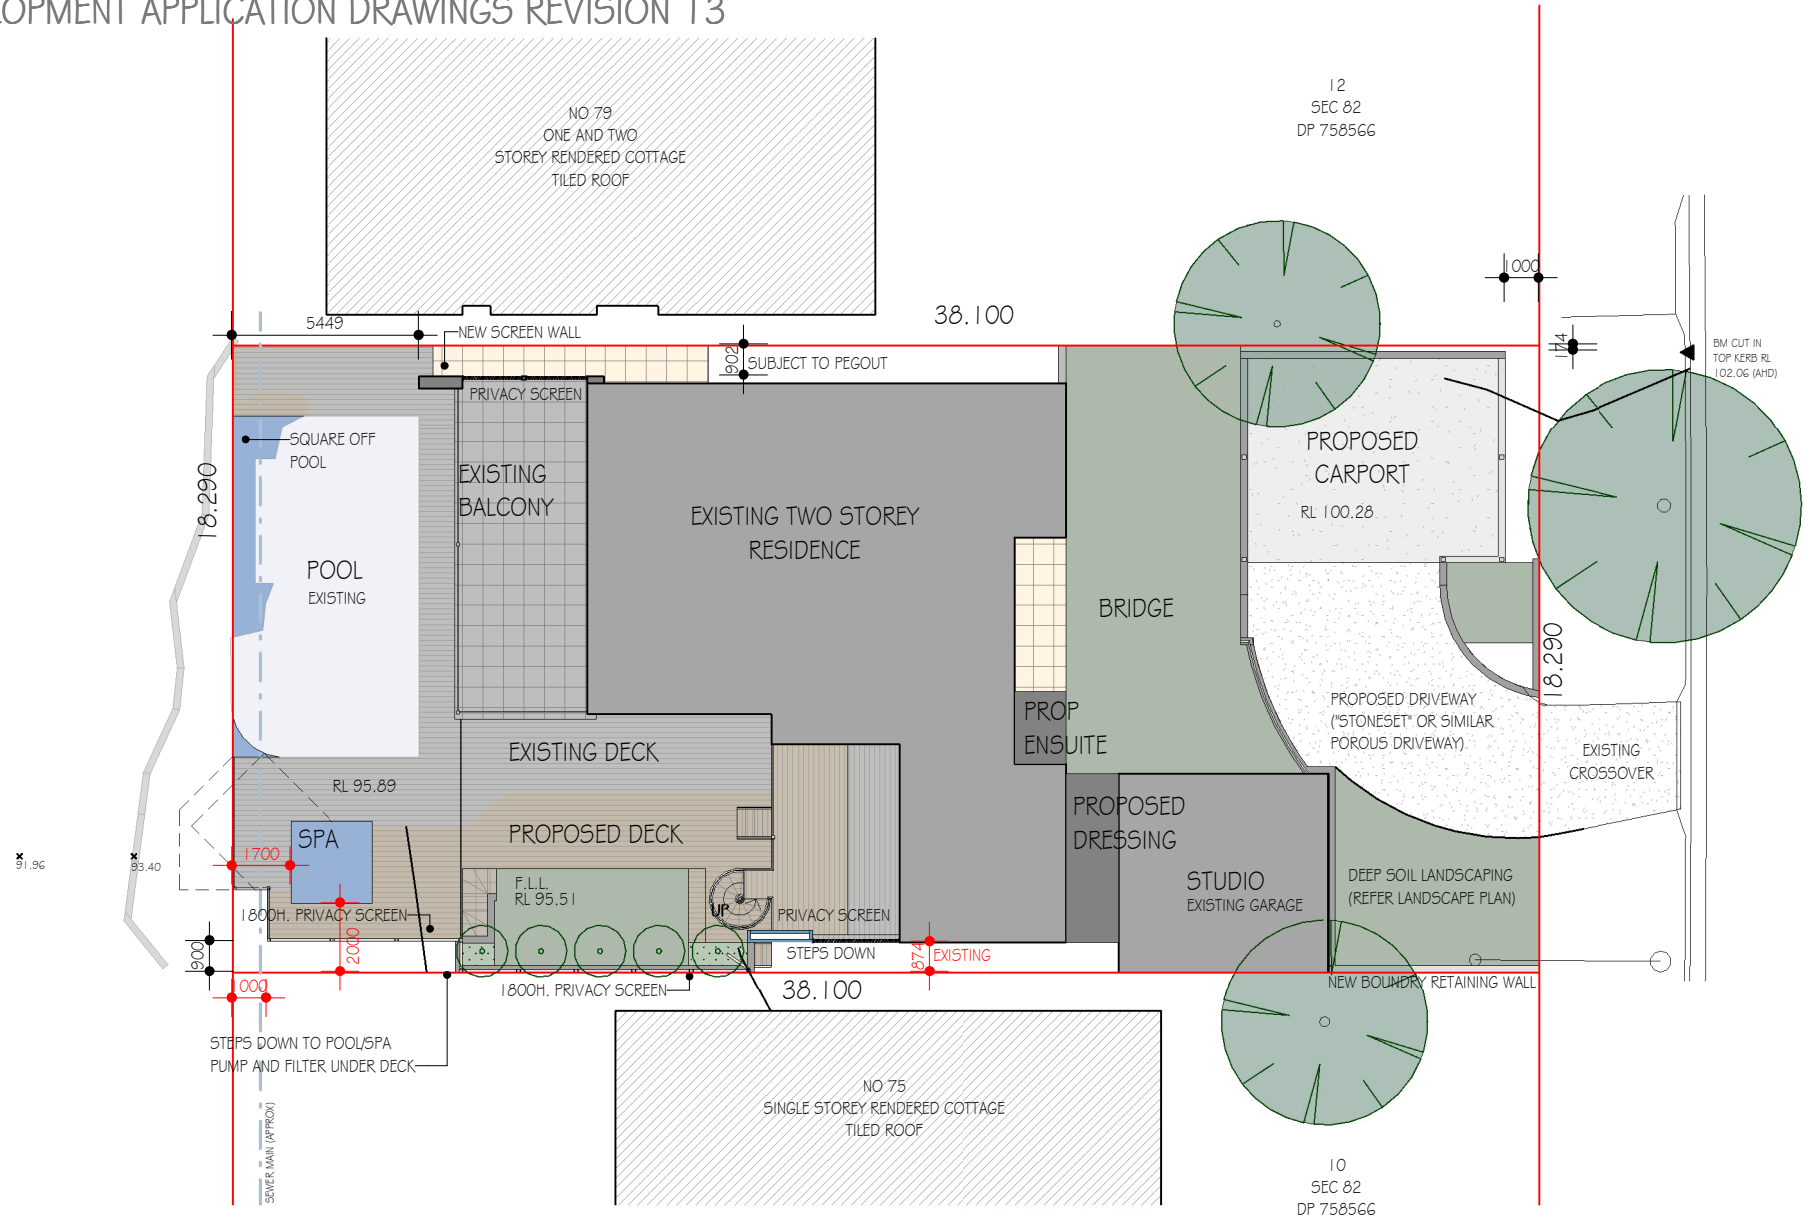 OPMENT APPLICATION DRAWINGS REVISION 13
12
SEC 82
DP 758566
NO 79
ONE AND TWO
STOREY RENDERED COTTAGE
TILED ROOF
1000
5449
38.100
NEW SCREEN WALL
902
SUBJECT TO PEGOUT
174
BM CUT IN
TOP KERB RL
102.06 (AHD)
PRIVACY SCREEN
SQUARE OFF
POOL
18.290
EXISTING
BALCONY
EXISTING TWO STOREY
RESIDENCE
PROPOSED
CARPORT
RL 100.28
POOL
EXISTING
BRIDGE
18.290
PROPOSED DRIVEWAY
("STONESET" OR SIMILAR
POROUS DRIVEWAY)
EXISTING
CROSSOVER
PROP
ENSUITE
EXISTING DECK
RL 95.89
PROPOSED DECK
PROPOSED
DRESSING
SPA
1700
91.96
93.40
F.L.L.
RL 95.51
STUDIO
EXISTING GARAGE
DEEP SOIL LANDSCAPING
(REFER LANDSCAPE PLAN)
UP
1800H. PRIVACY SCREEN
PRIVACY SCREEN
STEPS DOWN
900
2000
874
EXISTING
1000
1800H. PRIVACY SCREEN
38.100
NEW BOUNDRY RETAINING WALL
STEPS DOWN TO POOL/SPA
PUMP AND FILTER UNDER DECK
SEWER MAIN (APPROX)
NO 75
SINGLE STOREY RENDERED COTTAGE
TILED ROOF
10
SEC 82
DP 758566